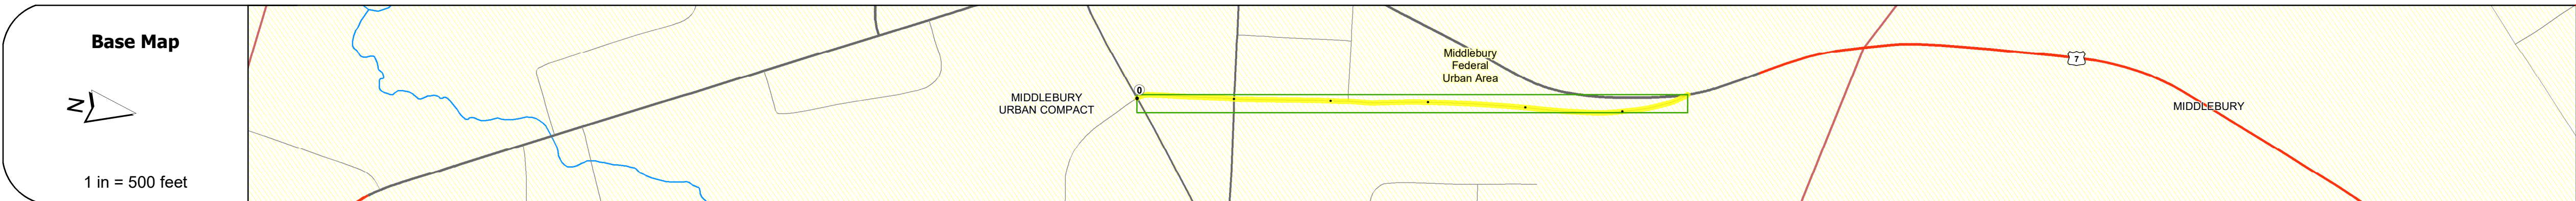 Base Map
N
1 in = 500 feet
MIDDLEBURY
URBAN COMPACT
0
Middlebury
Federal
Urban Area
7
MIDDLEBURY